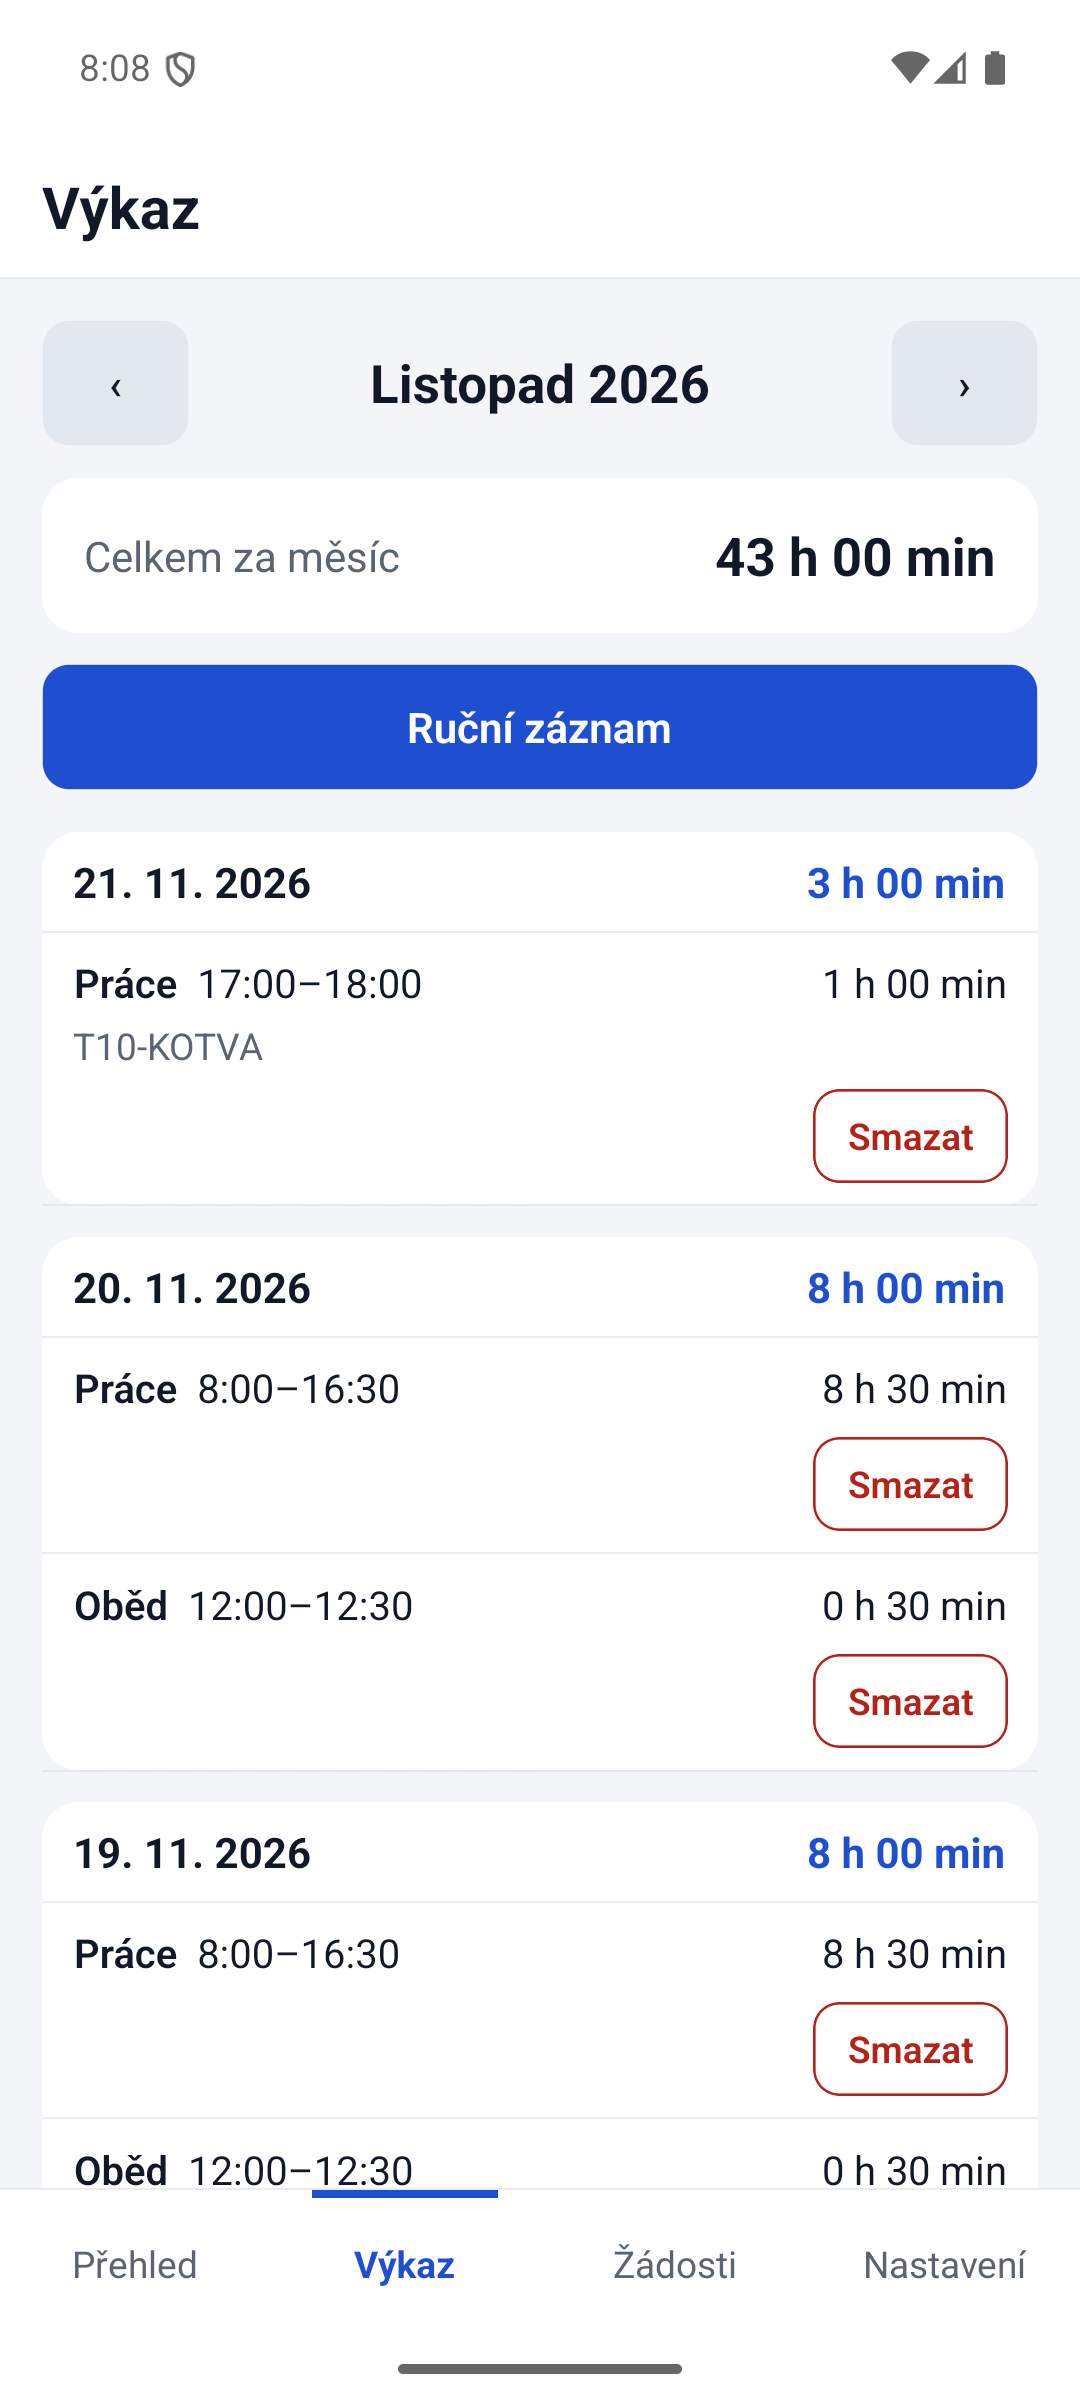 8:08
Výkaz
‹ Listopad 2026 ›
Celkem za měsíc 43 h 00 min
Ruční záznam
21. 11. 2026 3 h 00 min
Práce 17:00–18:00 1 h 00 min
T10-KOTVA
Smazat
20. 11. 2026 8 h 00 min
Práce 8:00–16:30 8 h 30 min
Smazat
Oběd 12:00–12:30 0 h 30 min
Smazat
19. 11. 2026 8 h 00 min
Práce 8:00–16:30 8 h 30 min
Smazat
Oběd 12:00–12:30 0 h 30 min
Přehled Výkaz Žádosti Nastavení